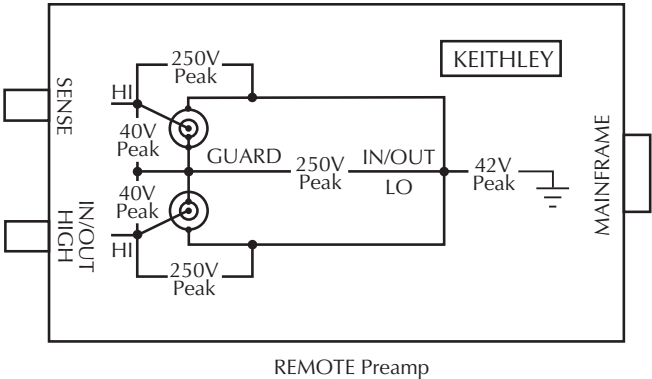 250V
Peak
KEITHLEY
SENSE
HI
40V
Peak
GUARD
250V
Peak
IN/OUT
LO
42V
Peak
MAINFRAME
40V
Peak
IN/OUT
HIGH
HI
250V
Peak
REMOTE Preamp